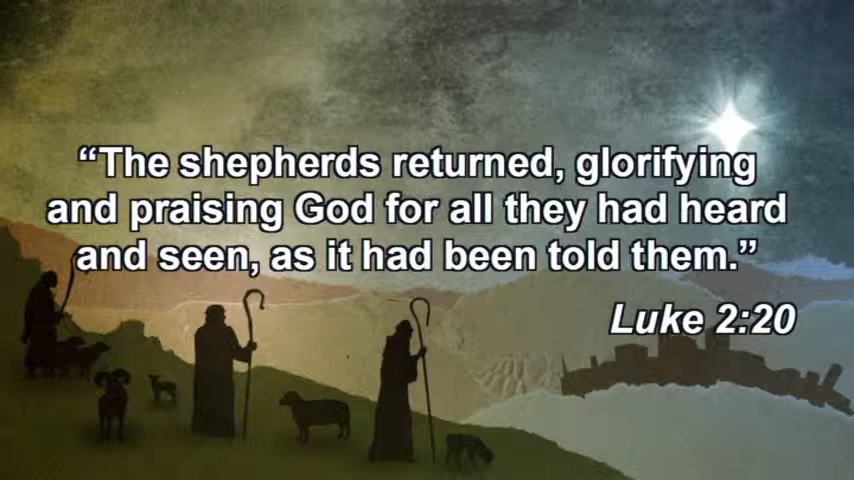 “The shepherds returned, glorifying
and praising God for all they had heard
and seen, as it had been told them.”
Luke 2:20